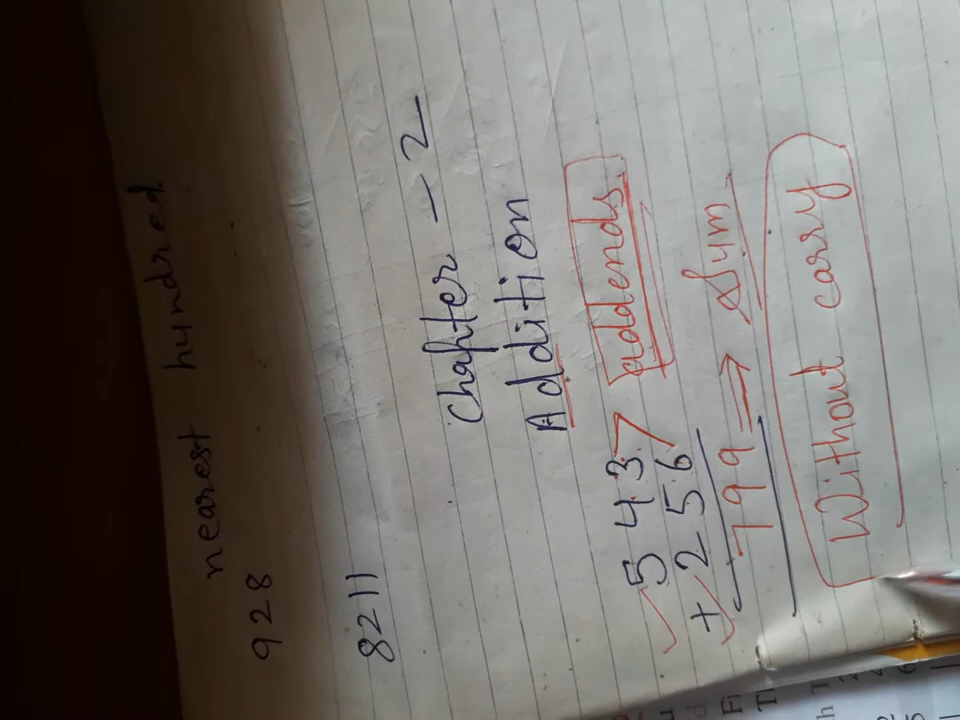 nearest hundred.
928
8211
Chapter - 2
Addition
543
addends.
+ 256
799 → Sum.
Without carry